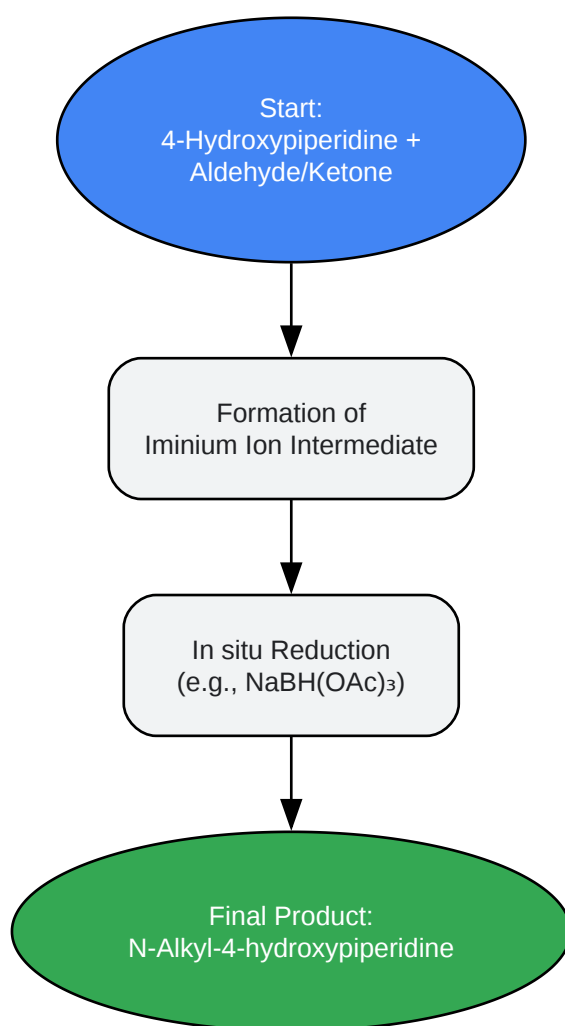 Start:
4-Hydroxypiperidine +
Aldehyde/Ketone
Formation of
Iminium Ion Intermediate
In situ Reduction
(e.g., NaBH(OAc)₃)
Final Product:
N-Alkyl-4-hydroxypiperidine